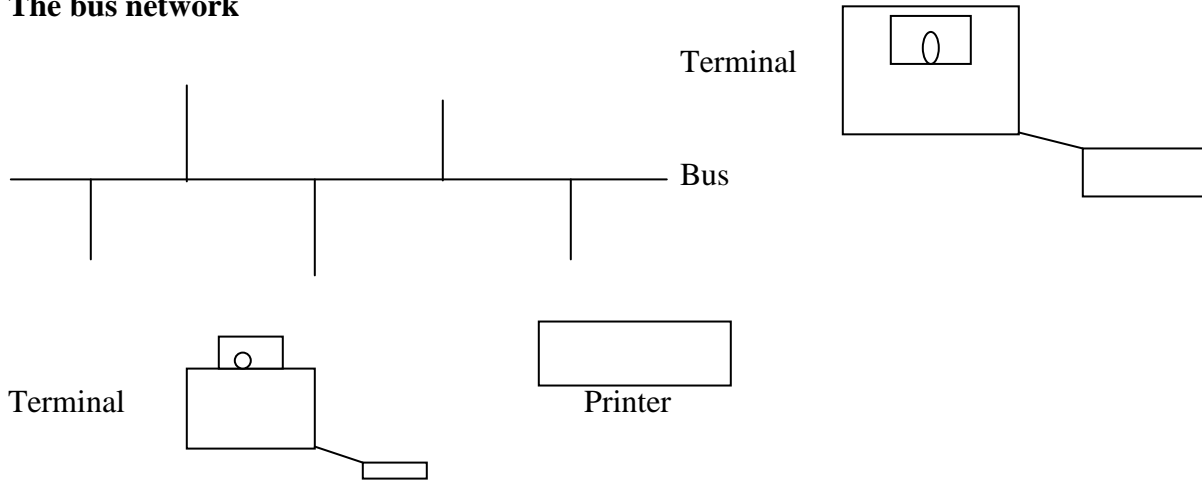 The bus network
Terminal
Bus
Terminal
Printer